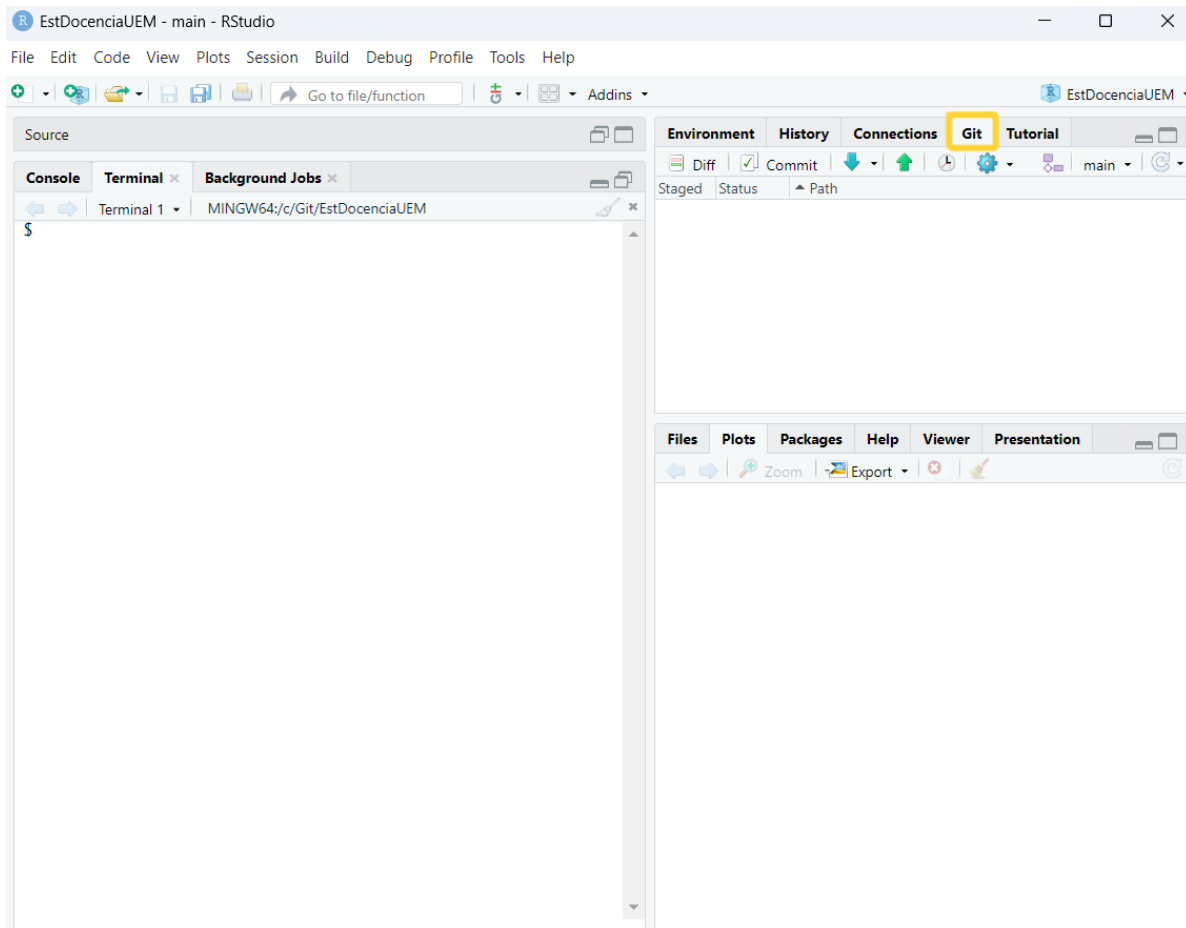 EstDocenciaUEM - main - RStudio
File Edit Code View Plots Session Build Debug Profile Tools Help
Go to file/function Addins EstDocenciaUEM
Source
Console Terminal Background Jobs
Terminal 1 MINGW64:/c/Git/EstDocenciaUEM
$
Environment History Connections Git Tutorial
Diff Commit main
Staged Status Path
Files Plots Packages Help Viewer Presentation
Zoom Export